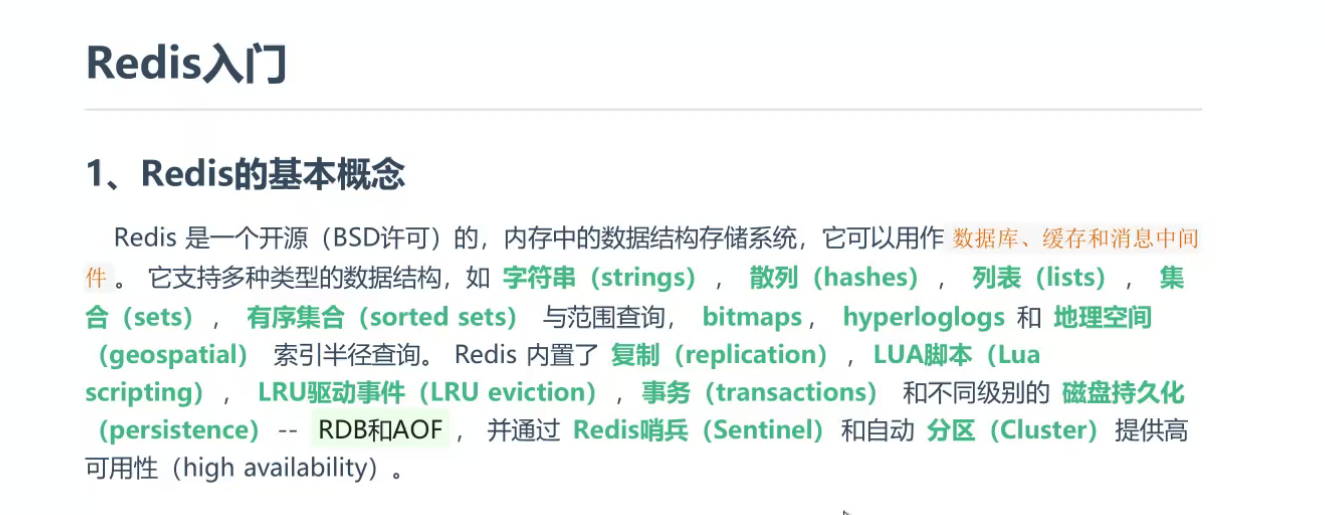 Redis入门
1、Redis的基本概念
Redis 是一个开源（BSD许可）的，内存中的数据结构存储系统，它可以用作 数据库、缓存和消息中间
件 。 它支持多种类型的数据结构，如 字符串（strings） ， 散列（hashes） ， 列表（lists） ， 集
合（sets） ， 有序集合（sorted sets） 与范围查询， bitmaps ， hyperloglogs 和 地理空间
（geospatial） 索引半径查询。 Redis 内置了 复制（replication） ，LUA脚本（Lua
scripting） ， LRU驱动事件（LRU eviction） ，事务（transactions） 和不同级别的 磁盘持久化
（persistence） -- RDB和AOF ， 并通过 Redis哨兵（Sentinel） 和自动 分区（Cluster） 提供高
可用性（high availability）。